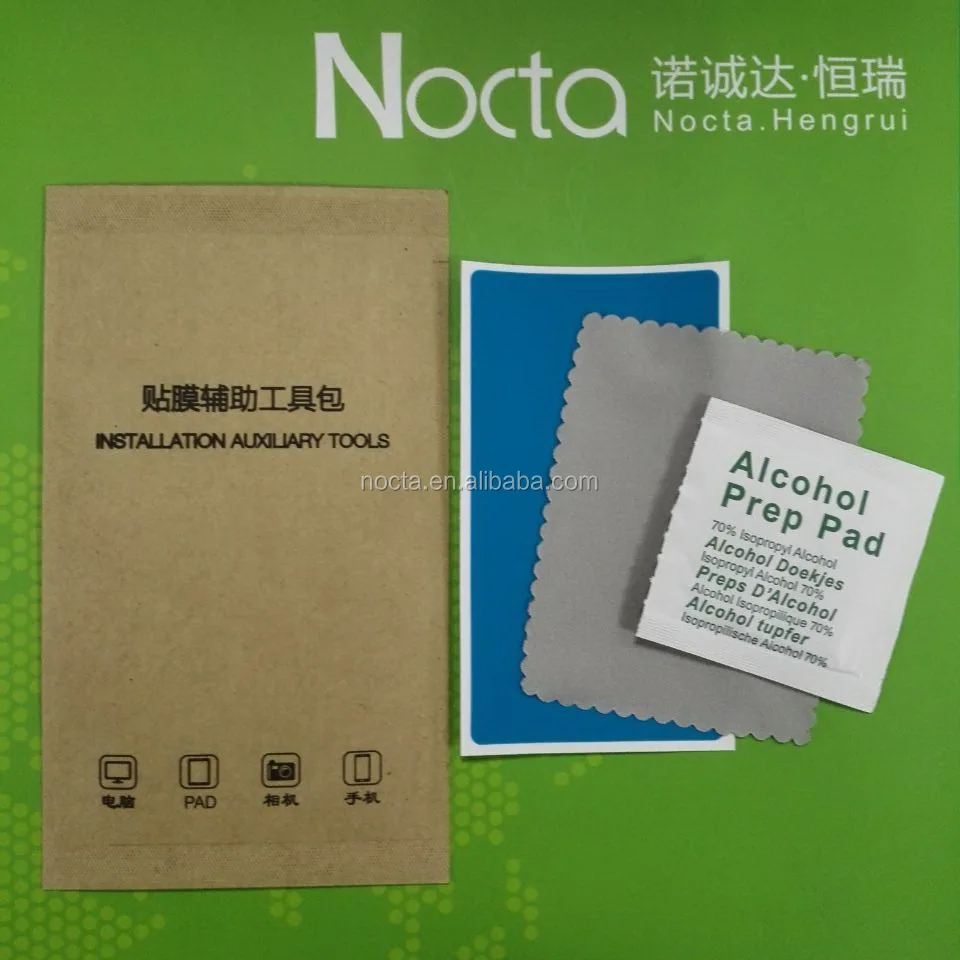 Nocta 诺诚达·恒瑞
Nocta.Hengrui
贴膜辅助工具包
INSTALLATION AUXILIARY TOOLS
nocta.en.alibaba.com
Alcohol
Prep Pad
70% Isopropyl Alcohol
Alcohol Doekjes
Isopropyl Alcohol 70%
Preps D'Alcohol
Alcohol Isopropilique 70%
Alcohol tupfer
Isopropilische Alcohol 70%
电脑 PAD 相机 手机